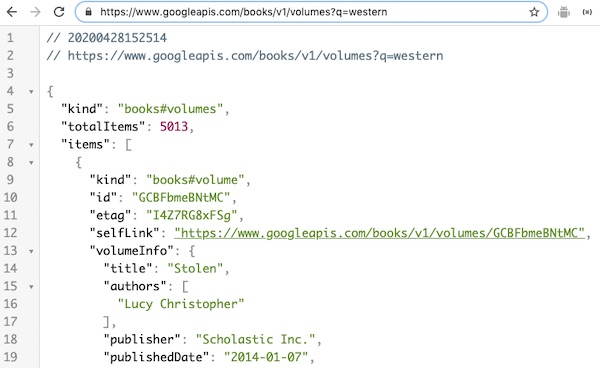 https://www.googleapis.com/books/v1/volumes?q=western
1 // 20200428152514
2 // https://www.googleapis.com/books/v1/volumes?q=western
3
4 {
5 "kind": "books#volumes",
6 "totalItems": 5013,
7 "items": [
8 {
9 "kind": "books#volume",
10 "id": "GCBFbmeBNtMC",
11 "etag": "I4Z7RG8xFSg",
12 "selfLink": "https://www.googleapis.com/books/v1/volumes/GCBFbmeBNtMC",
13 "volumeInfo": {
14 "title": "Stolen",
15 "authors": [
16 "Lucy Christopher"
17 ],
18 "publisher": "Scholastic Inc.",
19 "publishedDate": "2014-01-07",